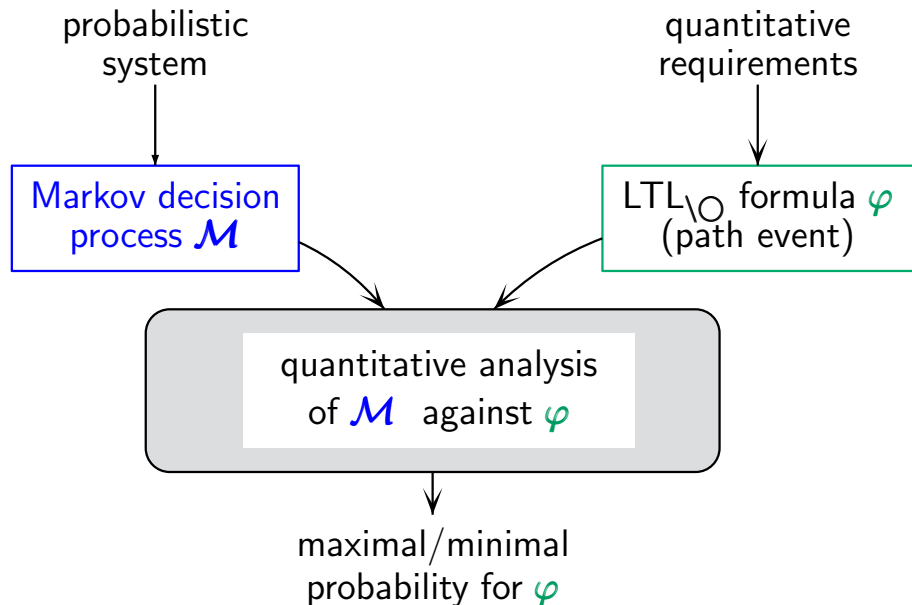 probabilistic
system
quantitative
requirements
Markov decision
process 𝓜
LTL\○ formula φ
(path event)
quantitative analysis
of 𝓜 against φ
maximal/minimal
probability for φ